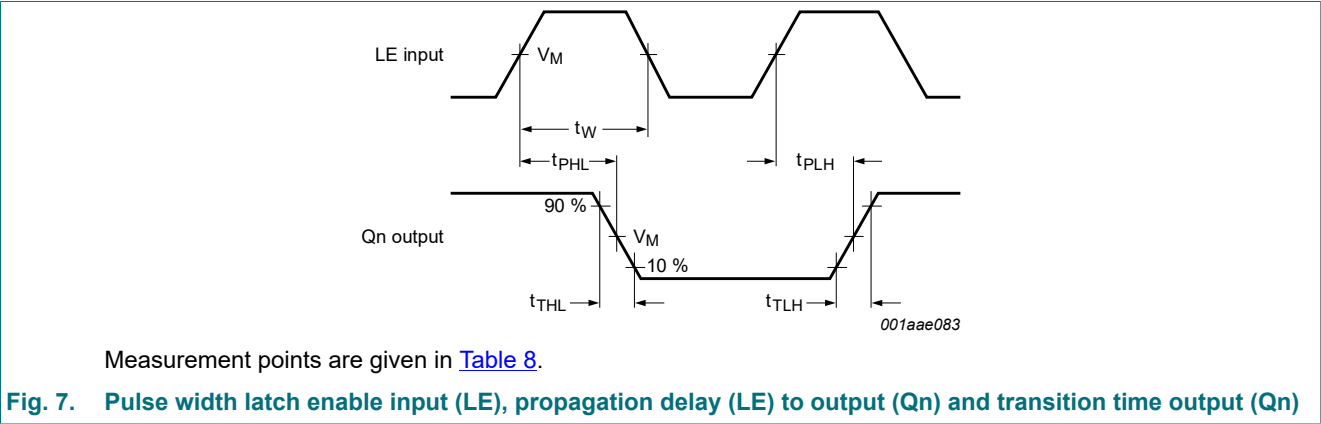 LE input
VM
tW
tPHL
tPLH
90 %
Qn output
VM
10 %
tTHL
tTLH
001aae083
Measurement points are given in Table 8.
Fig. 7. Pulse width latch enable input (LE), propagation delay (LE) to output (Qn) and transition time output (Qn)